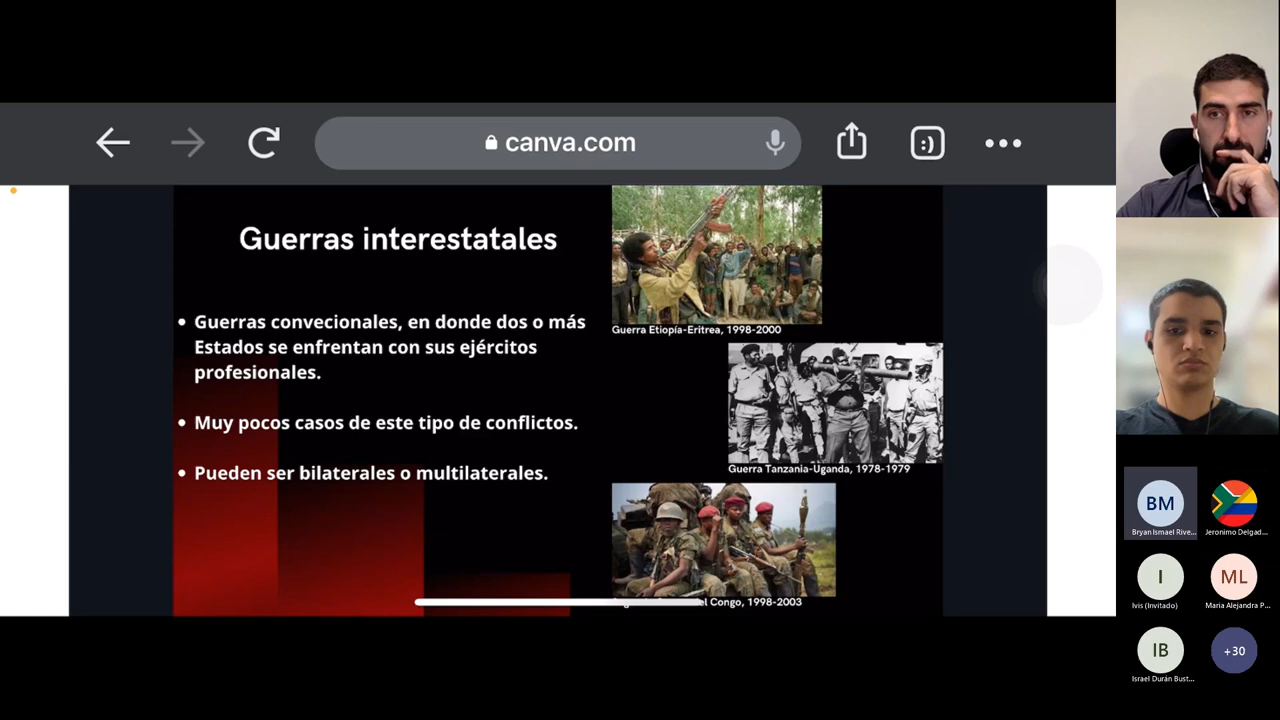 canva.com
Guerras interestatales
• Guerras convecionales, en donde dos o más
Estados se enfrentan con sus ejércitos
profesionales.
• Muy pocos casos de este tipo de conflictos.
• Pueden ser bilaterales o multilaterales.
Guerra Etiopía-Eritrea, 1998-2000
Guerra Tanzania-Uganda, 1978-1979
Congo, 1998-2003
BM
Bryan Ismael Rive...
Jeronimo Delgad...
I
Ivis (Invitado)
ML
Maria Alejandra P...
IB
Israel Durán Bust...
+30